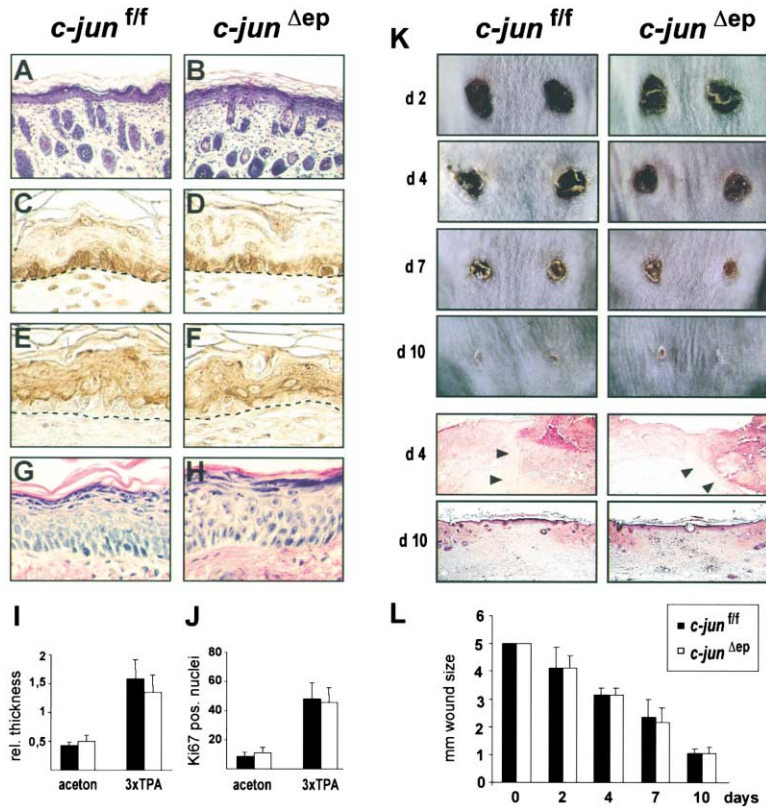 c-jun f/f
c-jun Δep
A
B
C
D
E
F
G
H
I
rel. thickness
2
1,5
1
0,5
aceton
3xTPA
J
Ki67 pos. nuclei
80
60
40
20
aceton
3xTPA
K
c-jun f/f
c-jun Δep
d 2
d 4
d 7
d 10
d 4
d 10
L
c-jun f/f
c-jun Δep
mm wound size
6
5
4
3
2
1
0
0
2
4
7
10
days